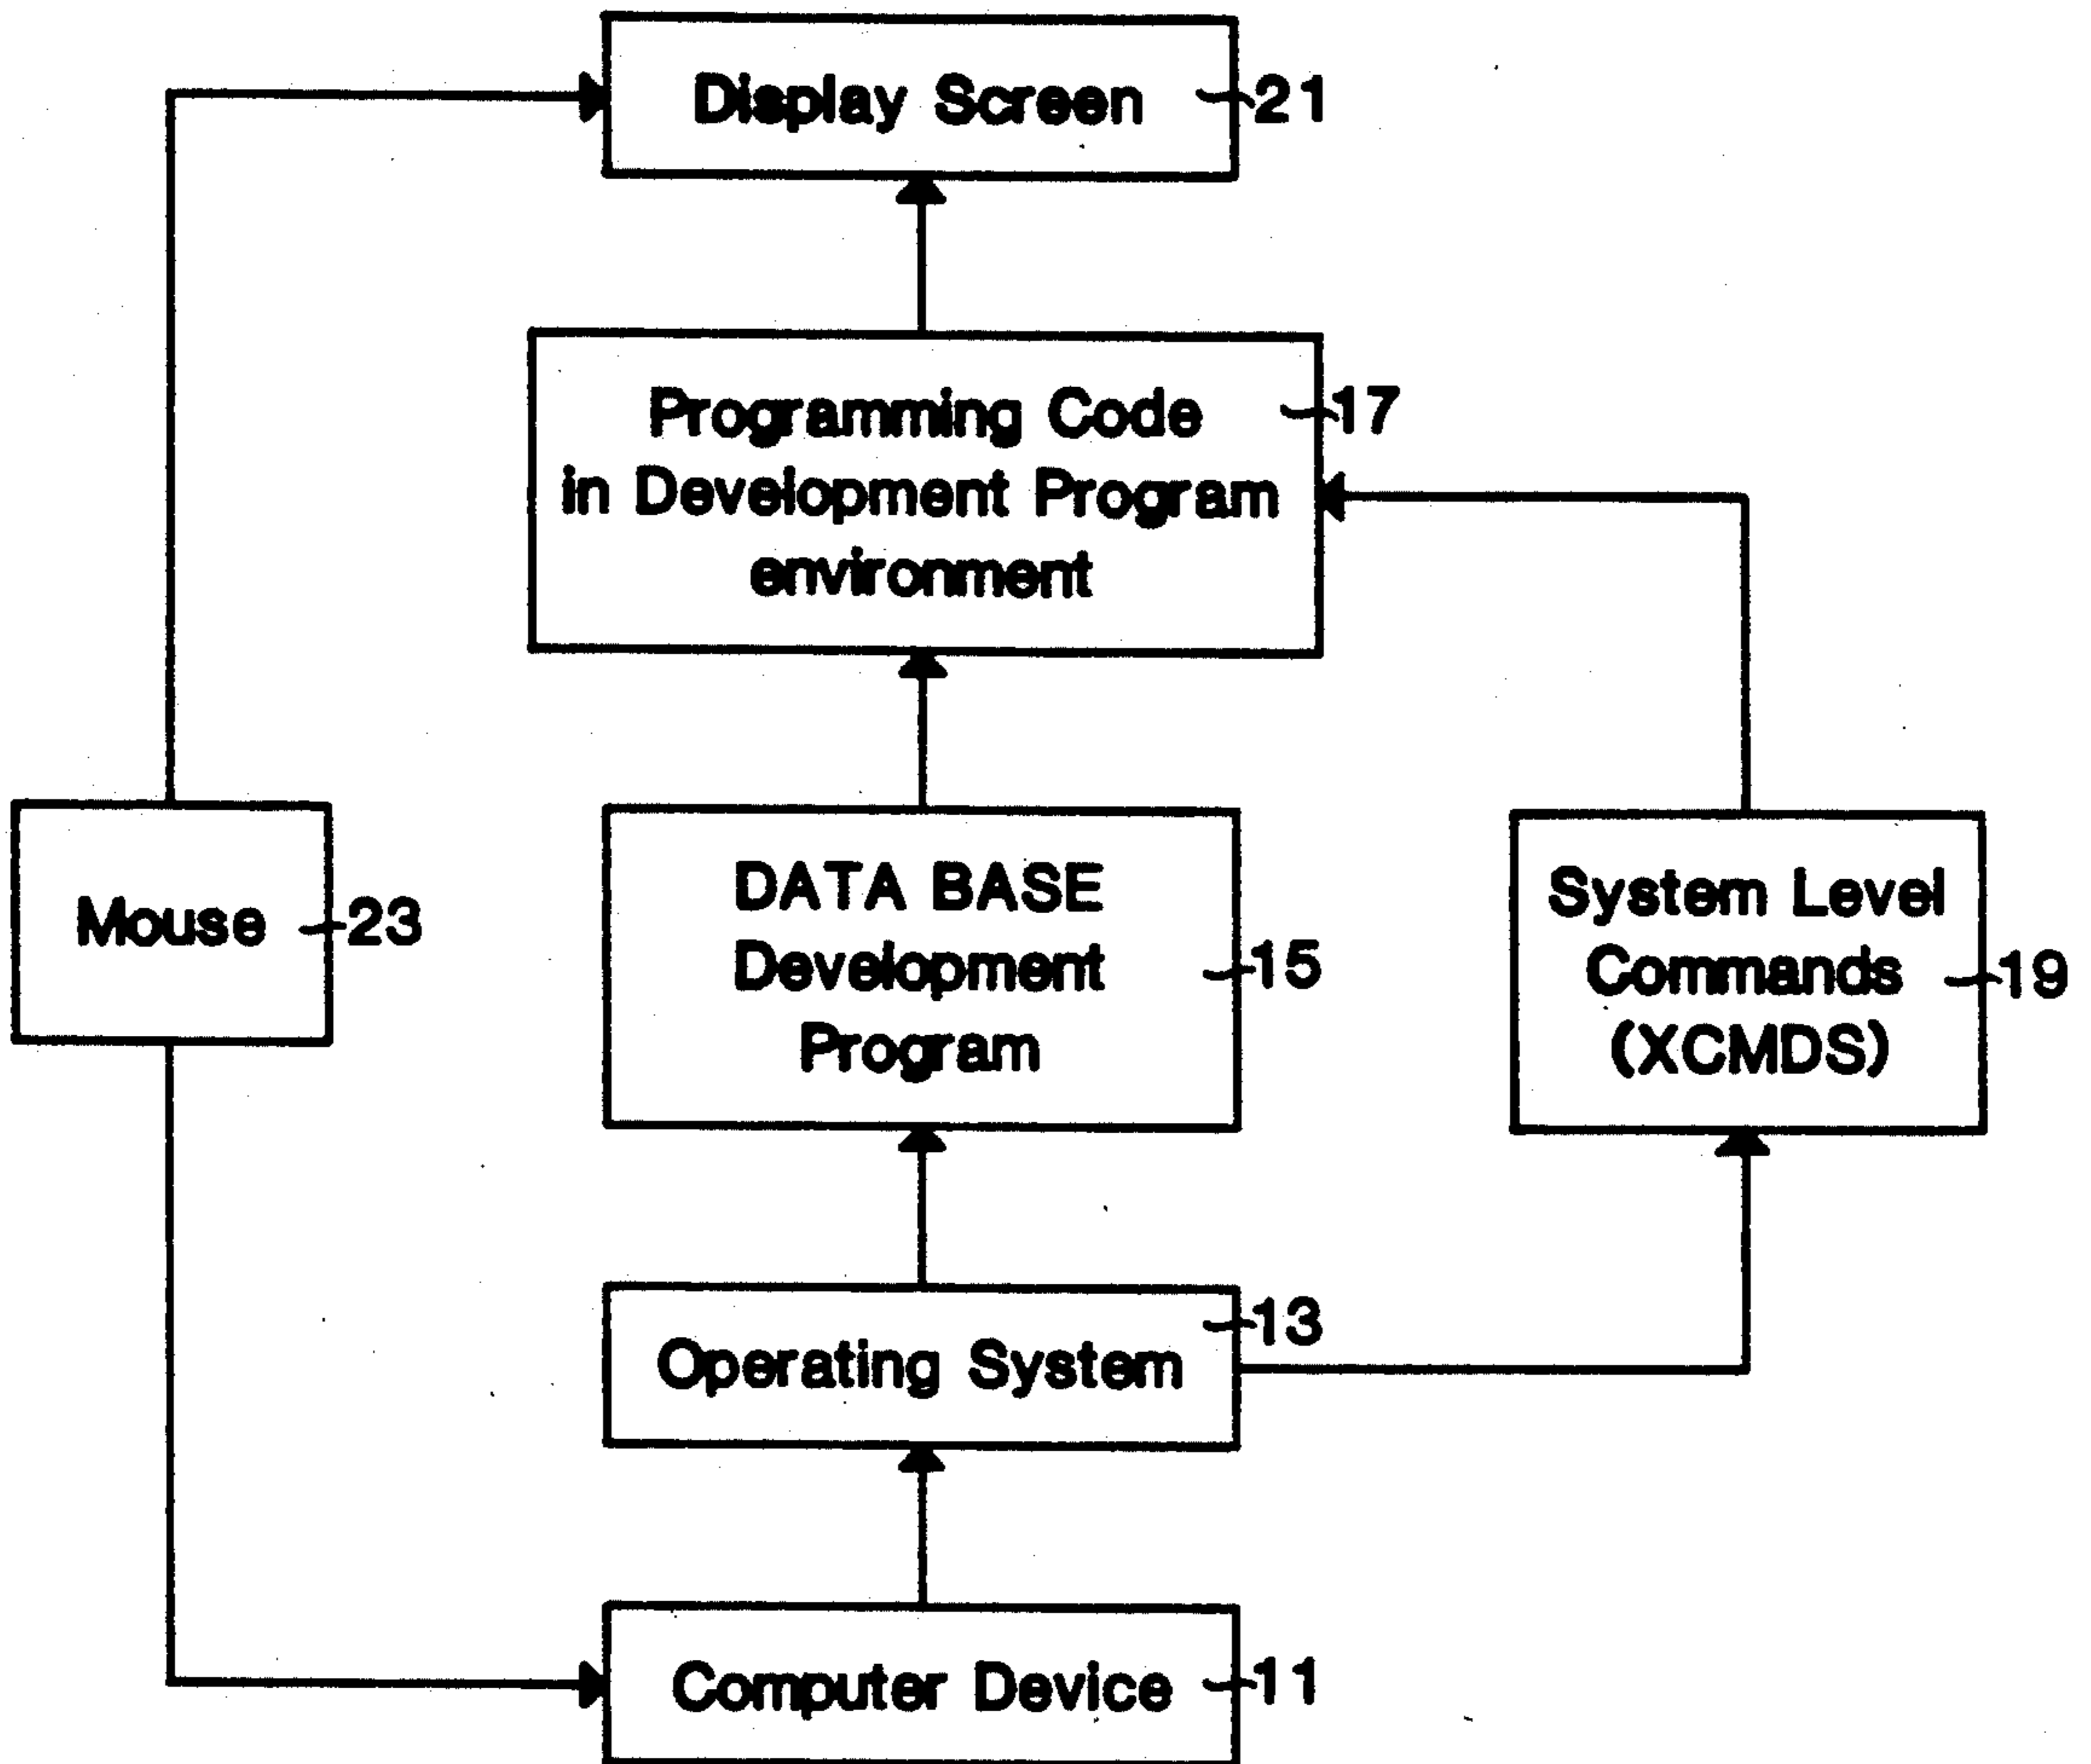 Display Screen 21
Programming Code 17
in Development Program
environment
Mouse 23
DATA BASE
Development 15
Program
System Level
Commands 19
(XCMDS)
13
Operating System
Computer Device 11